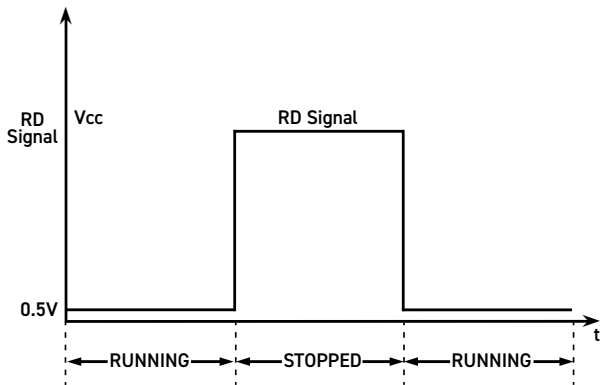 RD
Signal
Vcc
RD Signal
0.5V
t
RUNNING
STOPPED
RUNNING